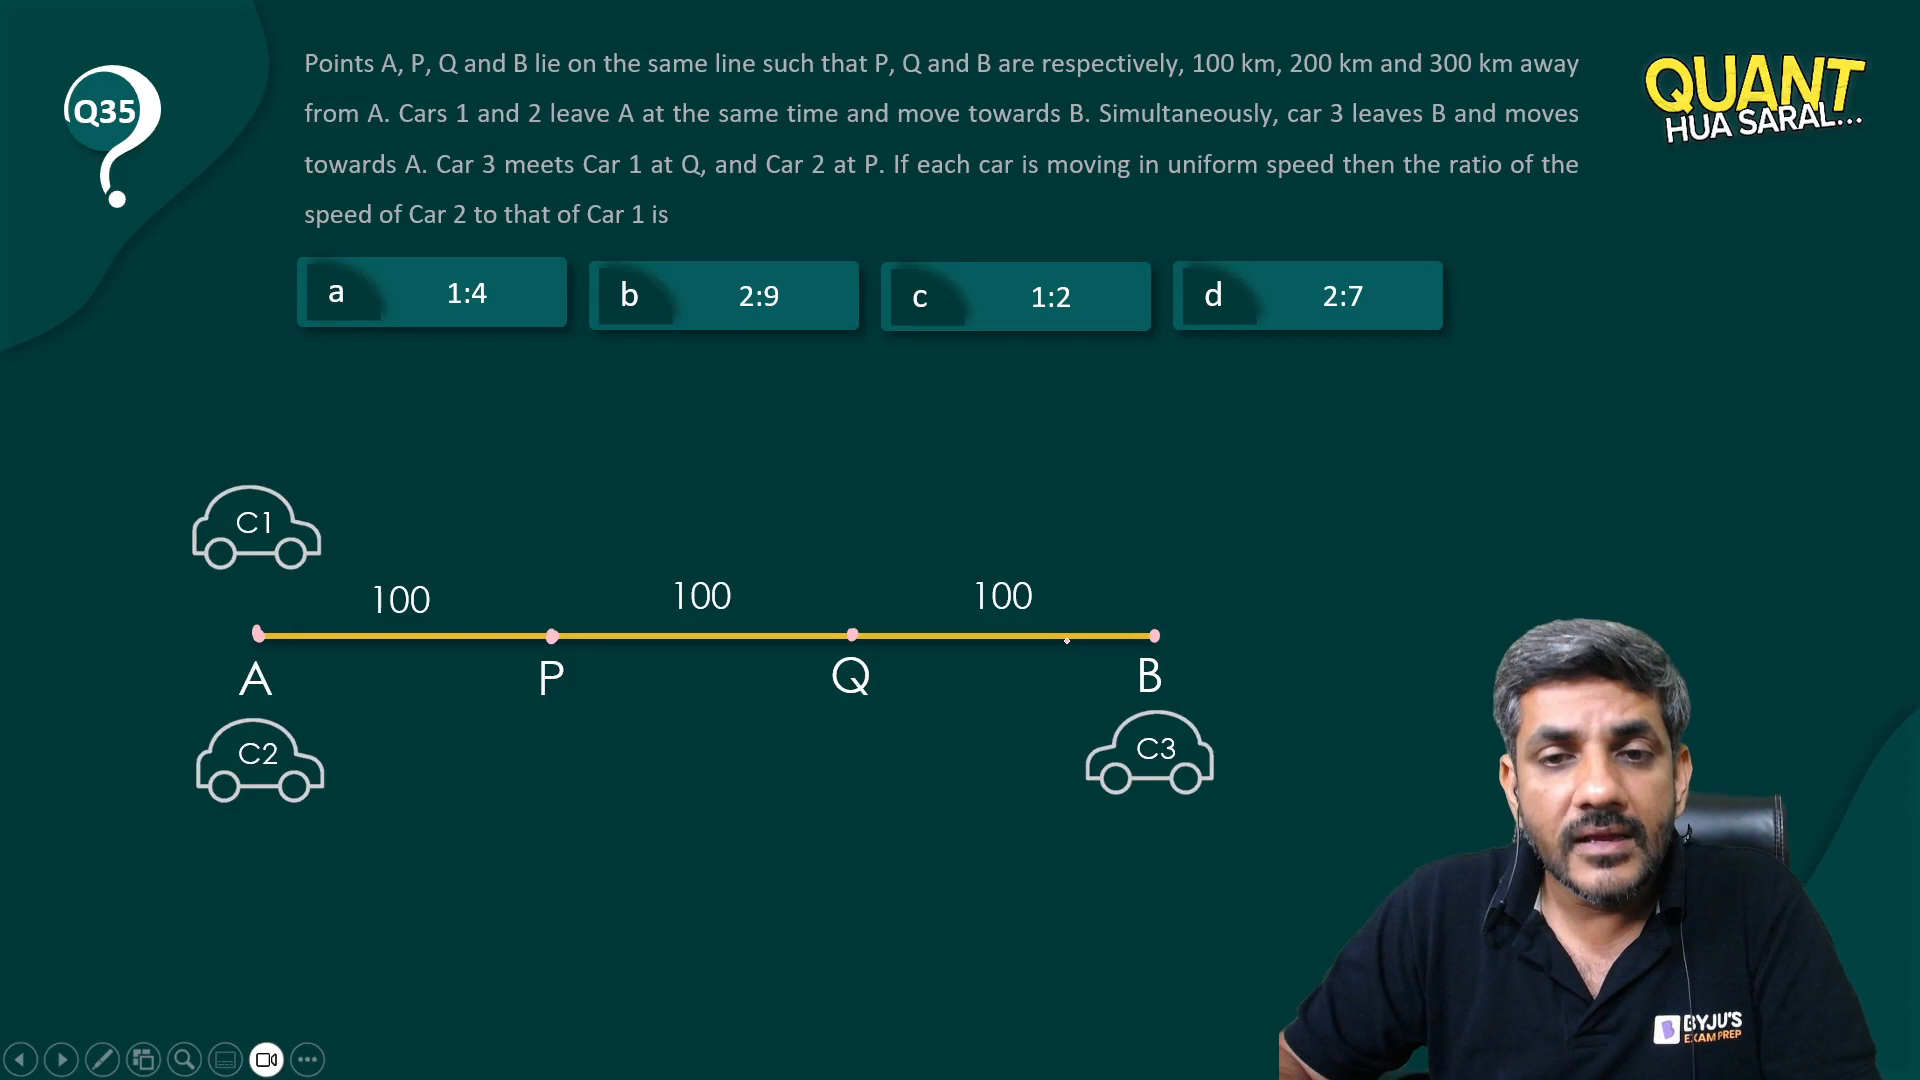 Q35
Points A, P, Q and B lie on the same line such that P, Q and B are respectively, 100 km, 200 km and 300 km away
from A. Cars 1 and 2 leave A at the same time and move towards B. Simultaneously, car 3 leaves B and moves
towards A. Car 3 meets Car 1 at Q, and Car 2 at P. If each car is moving in uniform speed then the ratio of the
speed of Car 2 to that of Car 1 is
QUANT
HUA SARAL...
a 1:4
b 2:9
c 1:2
d 2:7
C1
100 100 100
A P Q B
C2 C3
BYJU'S
EXAM PREP